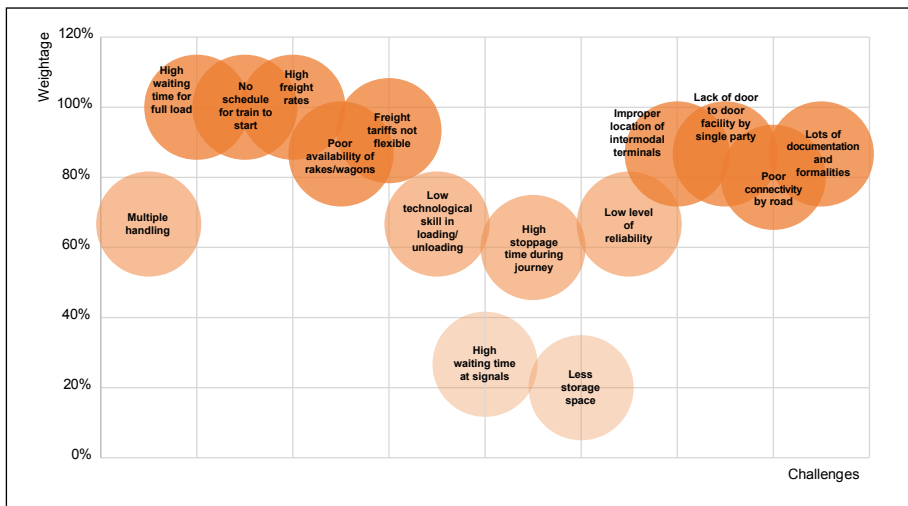 Weightage
120%
100%
80%
60%
40%
20%
0%
Multiple
handling
High
waiting
time for
full load
No
schedule
for train to
start
High
freight
rates
Poor
availability of
rakes/wagons
Freight
tariffs not
flexible
Low
technological
skill in
loading/
unloading
High
waiting time
at signals
High
stoppage
time during
journey
Less
storage
space
Low level
of
reliability
Improper
location of
intermodal
terminals
Lack of door
to door
facility by
single party
Poor
connectivity
by road
Lots of
documentation
and
formalities
Challenges